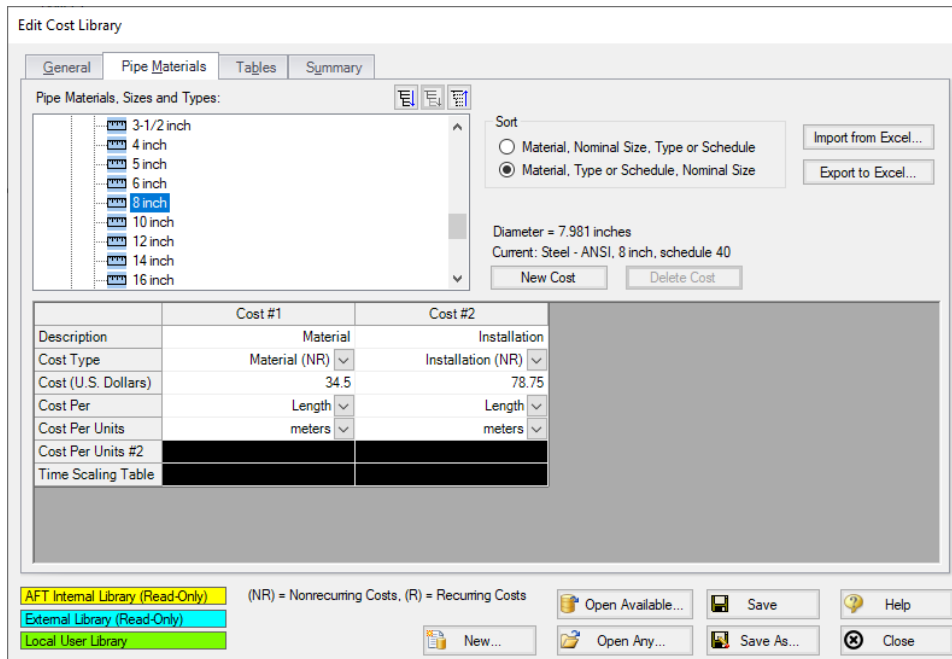 Edit Cost Library
General Pipe Materials Tables Summary
Pipe Materials, Sizes and Types:
3-1/2 inch
4 inch
5 inch
6 inch
8 inch
10 inch
12 inch
14 inch
16 inch
Sort
Material, Nominal Size, Type or Schedule
Material, Type or Schedule, Nominal Size
Import from Excel...
Export to Excel...
Diameter = 7.981 inches
Current: Steel - ANSI, 8 inch, schedule 40
New Cost Delete Cost
Cost #1 Cost #2
Description Material Installation
Cost Type Material (NR) Installation (NR)
Cost (U.S. Dollars) 34.5 78.75
Cost Per Length Length
Cost Per Units meters meters
Cost Per Units #2
Time Scaling Table
AFT Internal Library (Read-Only)
External Library (Read-Only)
Local User Library
(NR) = Nonrecurring Costs, (R) = Recurring Costs
Open Available... Save Help
New... Open Any... Save As... Close